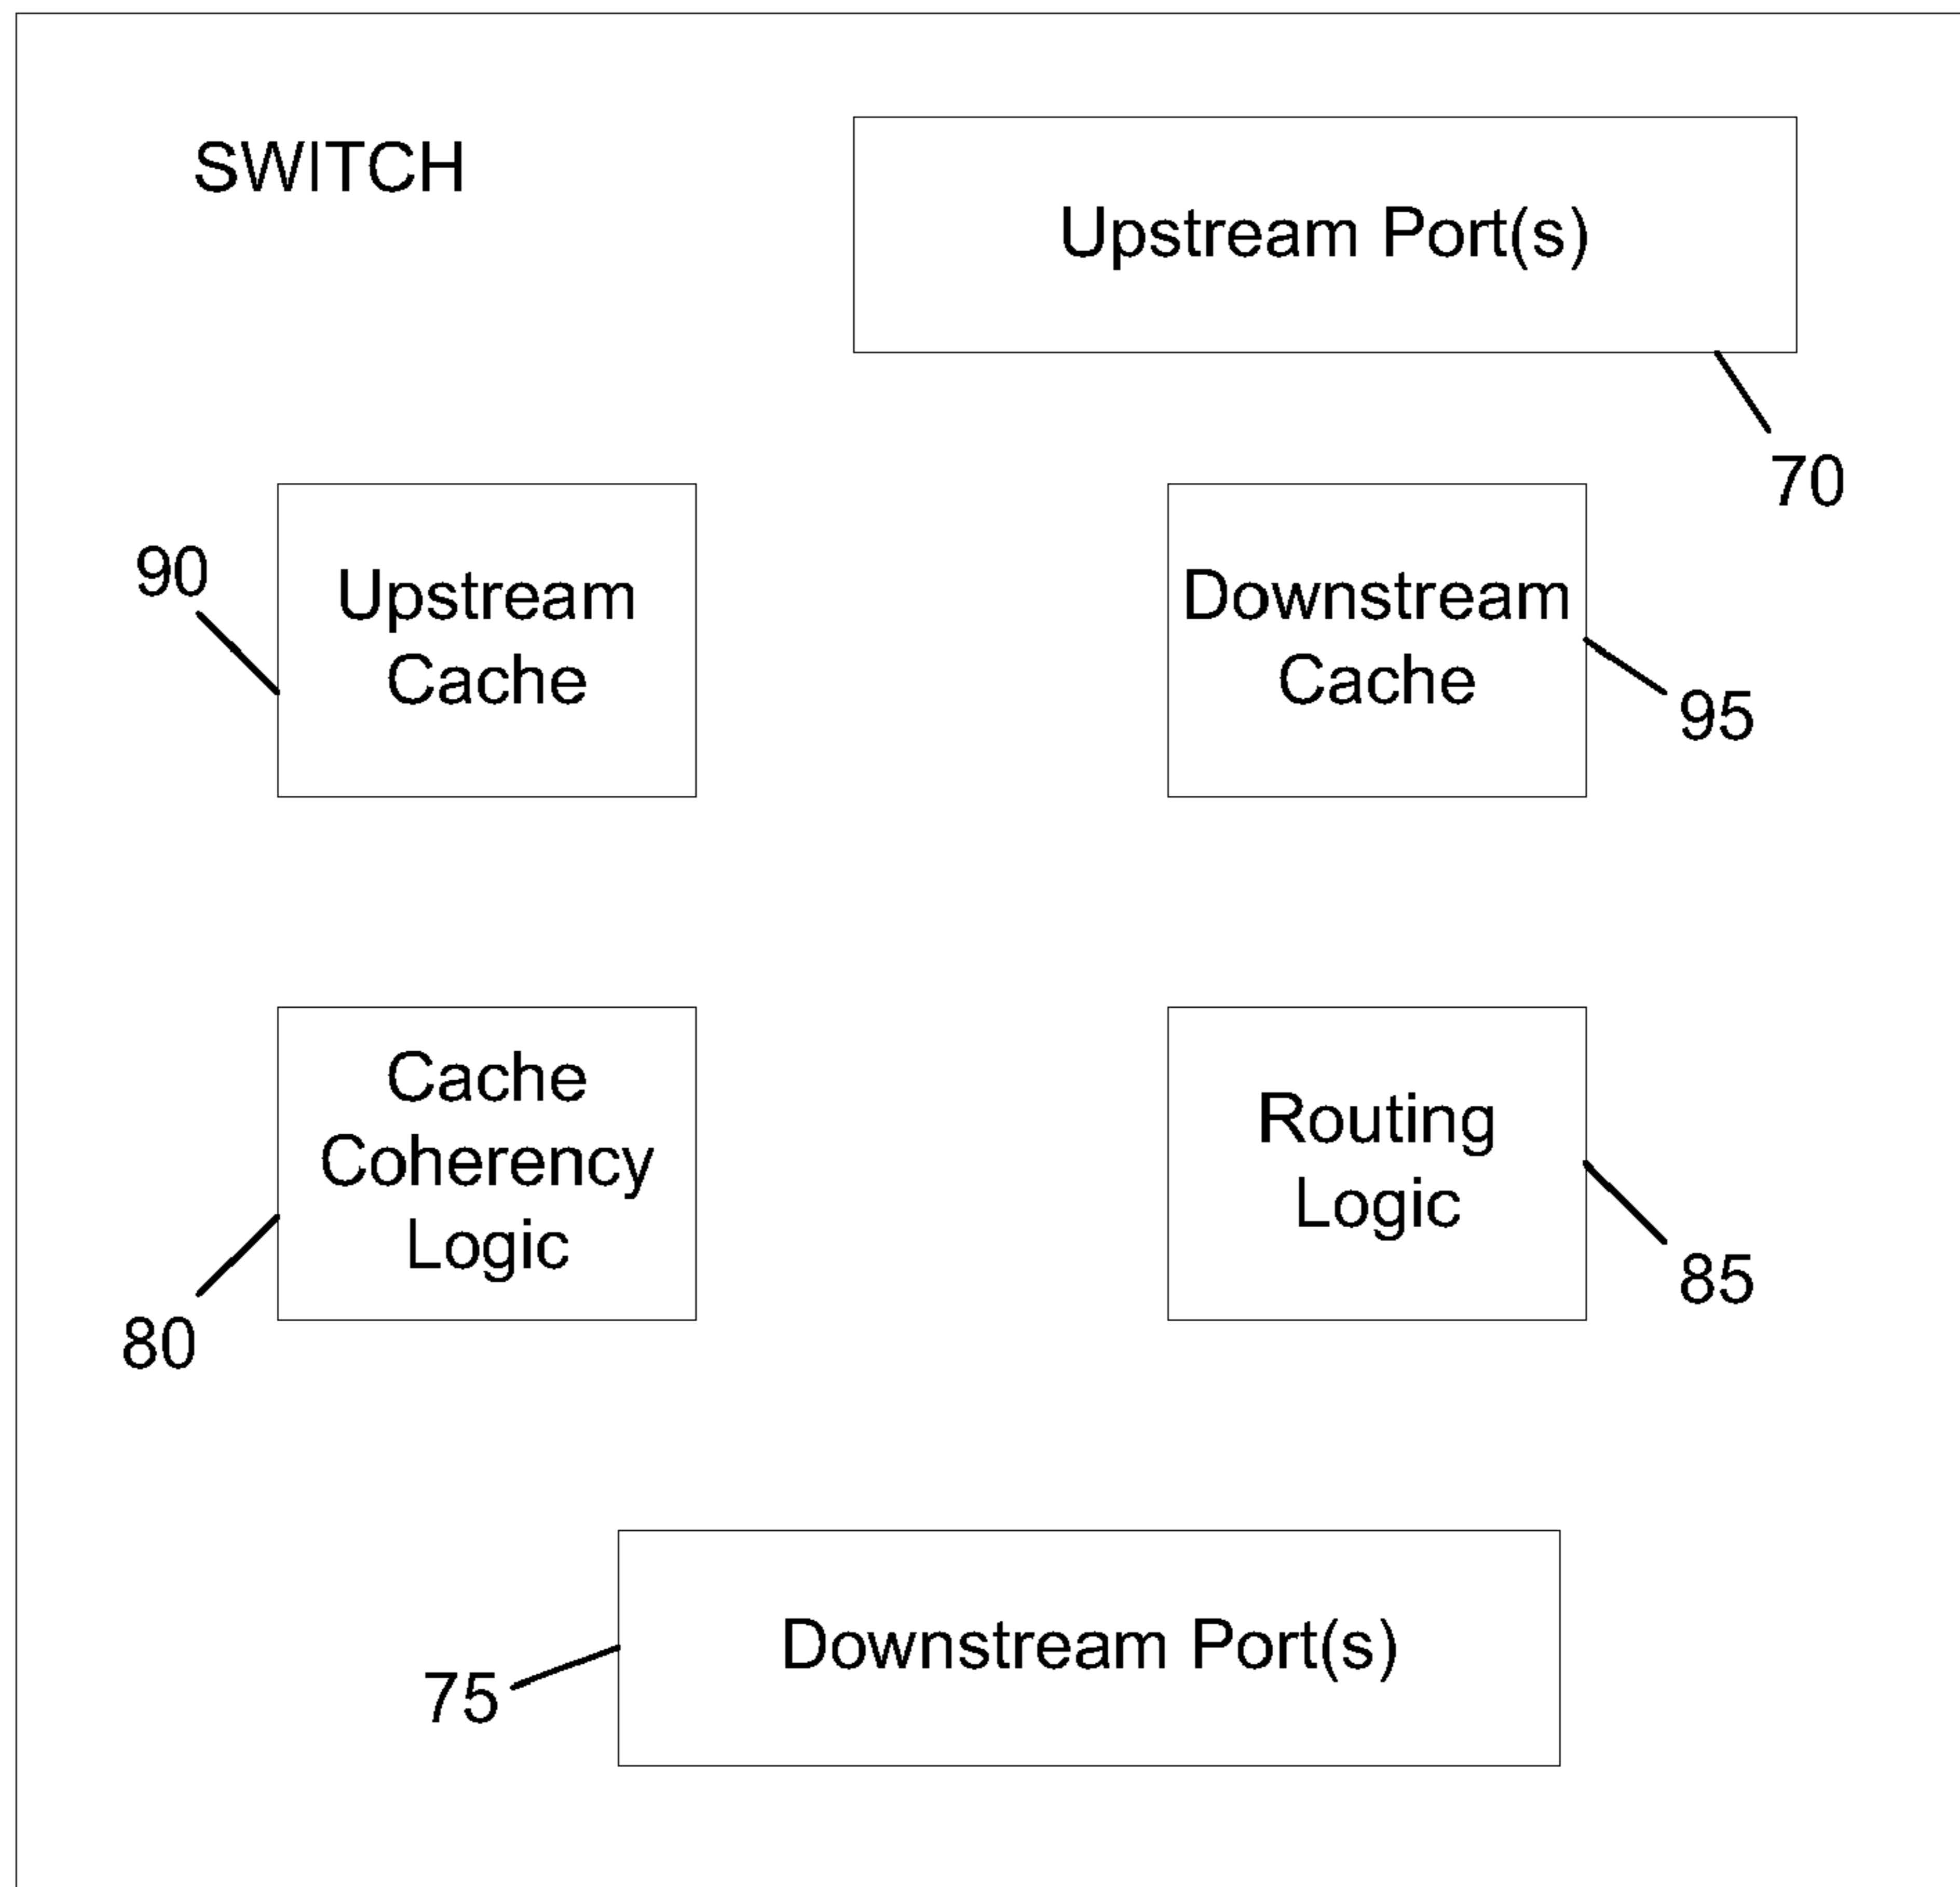 SWITCH
Upstream Port(s)
70
90
Upstream
Cache
Downstream
Cache
95
Cache
Coherency
Logic
80
Routing
Logic
85
Downstream Port(s)
75